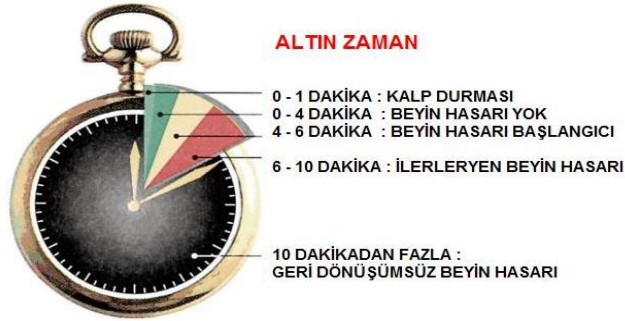 ALTIN ZAMAN
0 - 1 DAKİKA : KALP DURMASI
0 - 4 DAKİKA : BEYİN HASARI YOK
4 - 6 DAKİKA : BEYİN HASARI BAŞLANGICI
6 - 10 DAKİKA : İLERLERYEN BEYİN HASARI
10 DAKİKADAN FAZLA :
GERİ DÖNÜŞÜMSÜZ BEYİN HASARI